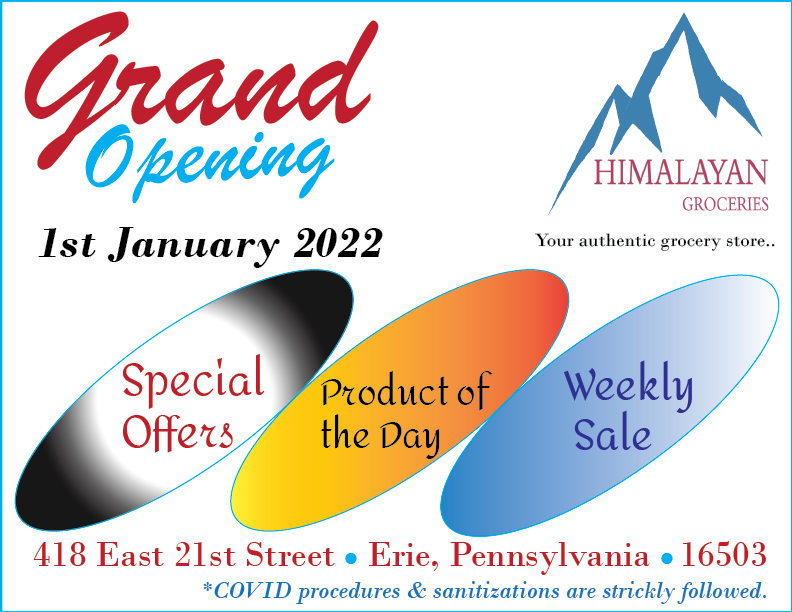 Grand
Opening
HIMALAYAN
GROCERIES
1st January 2022
Your authentic grocery store..
Special
Offers
Product of
the Day
Weekly
Sale
418 East 21st Street • Erie, Pennsylvania • 16503
*COVID procedures & sanitizations are strickly followed.